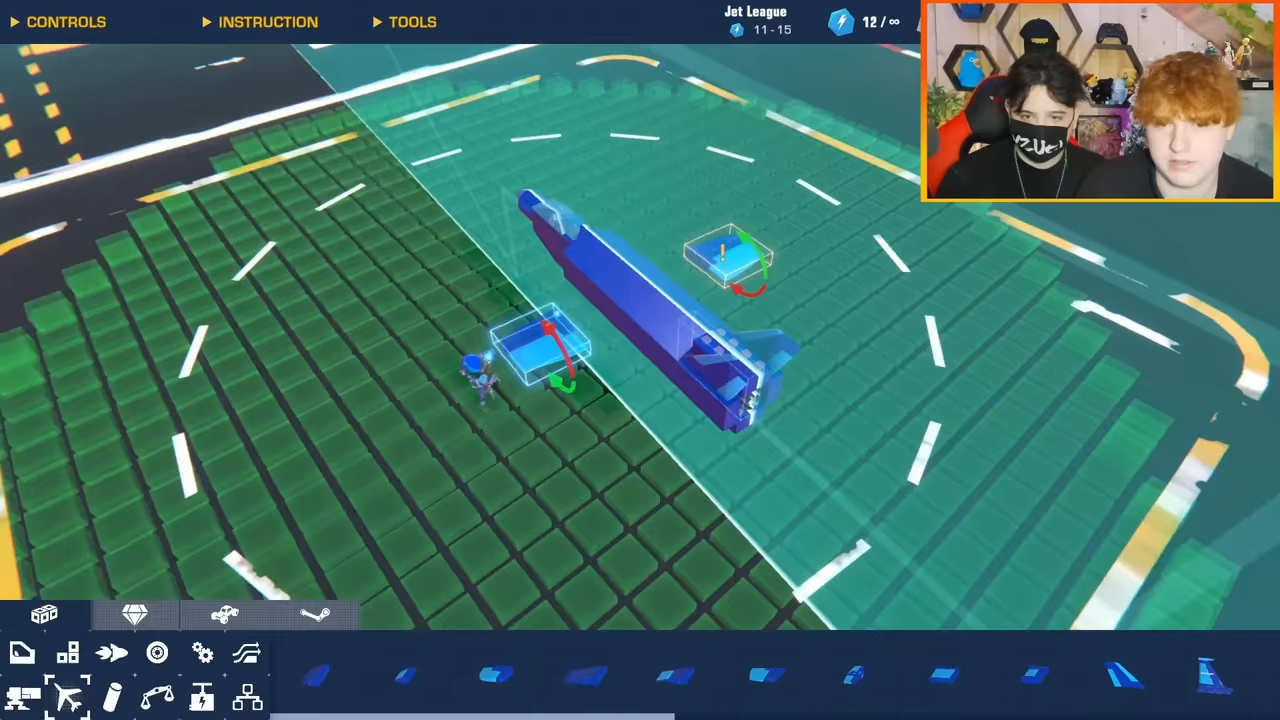 CONTROLS
INSTRUCTION
TOOLS
Jet League
11 - 15
12 / ∞